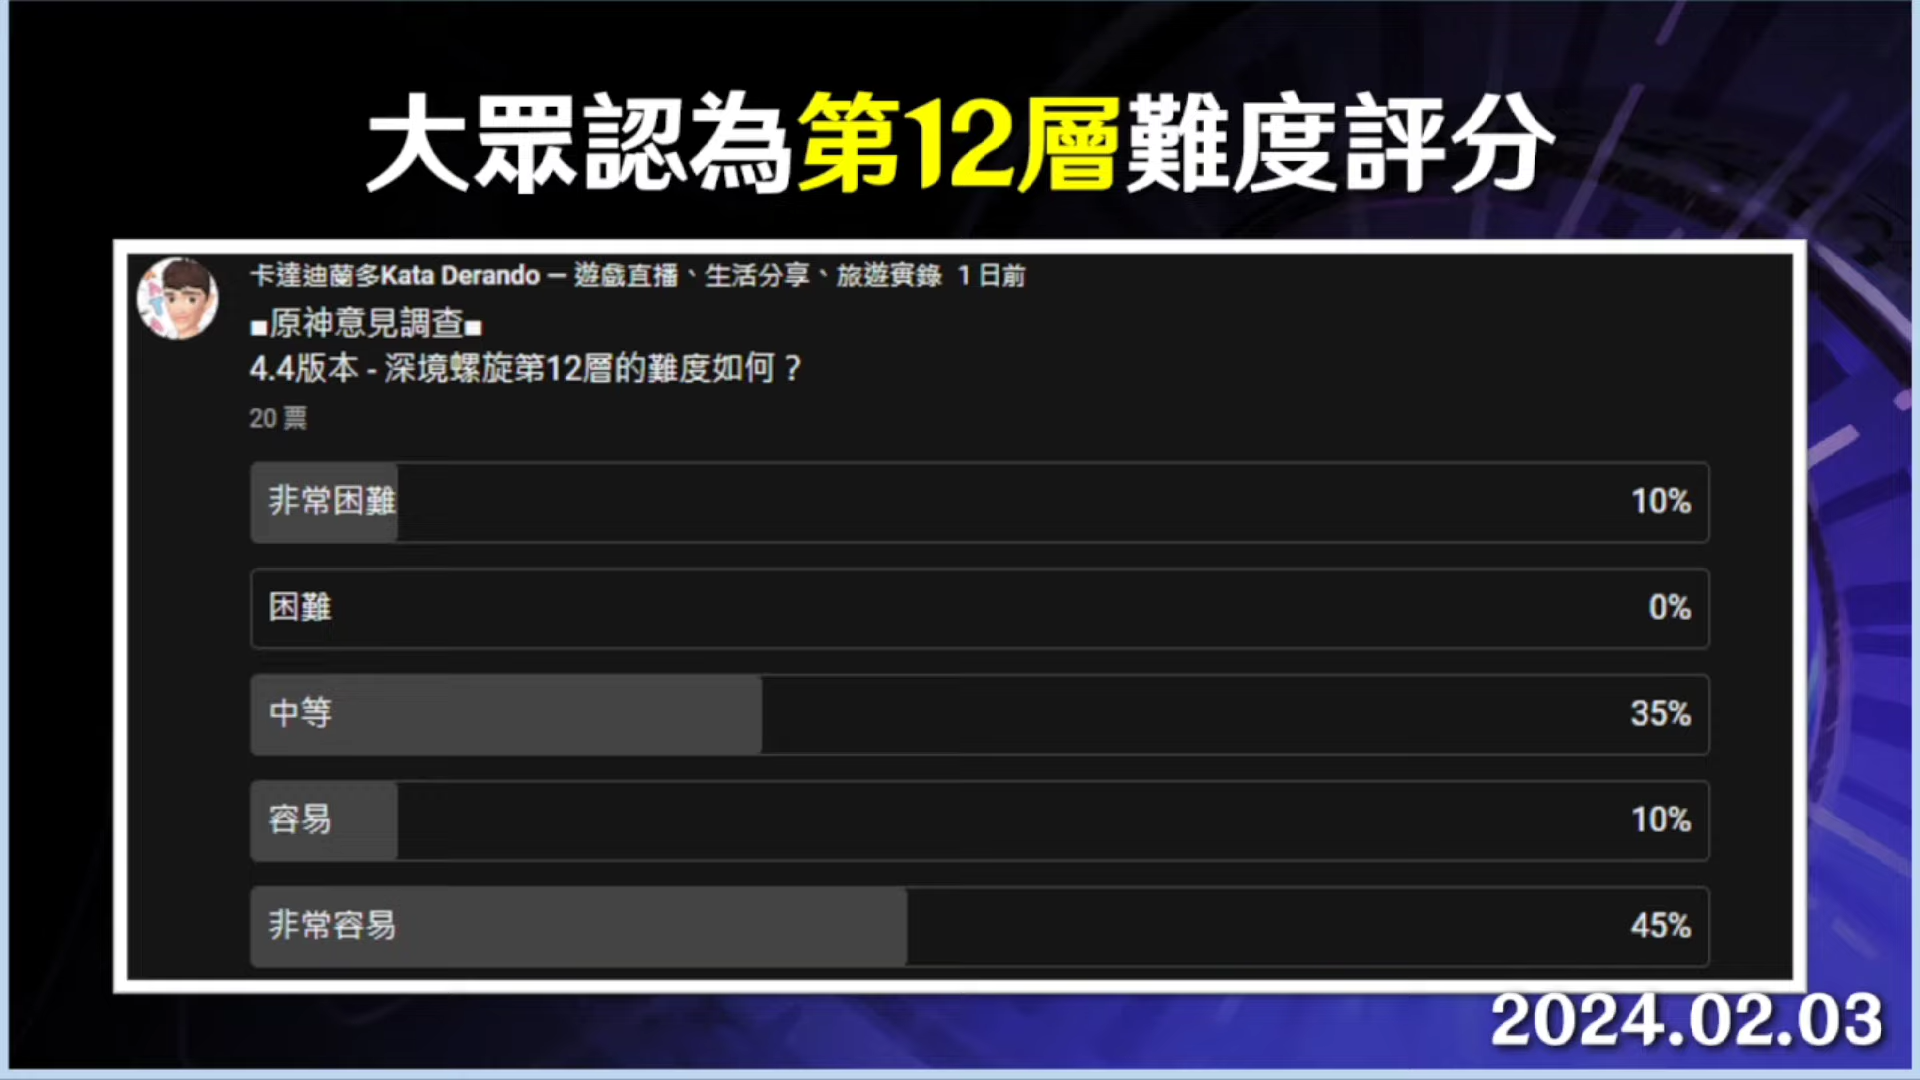 大眾認為第12層難度評分
卡達迪蘭多Kata Derando – 遊戲直播、生活分享、旅遊實錄 1 日前
■原神意見調查■
4.4版本 - 深境螺旋第12層的難度如何？
20 票
非常困難 10%
困難 0%
中等 35%
容易 10%
非常容易 45%
2024.02.03